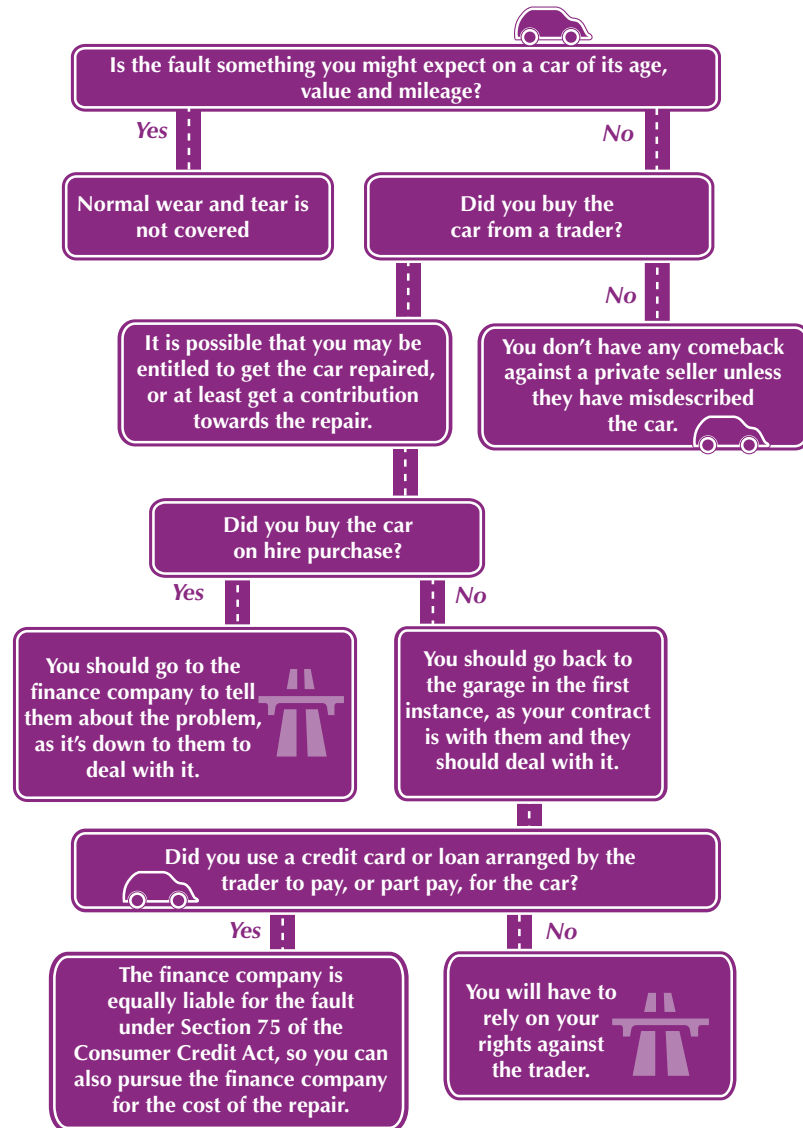 Is the fault something you might expect on a car of its age,
value and mileage?
Yes
No
Normal wear and tear is
not covered
Did you buy the
car from a trader?
No
It is possible that you may be
entitled to get the car repaired,
or at least get a contribution
towards the repair.
You don't have any comeback
against a private seller unless
they have misdescribed
the car.
Did you buy the car
on hire purchase?
Yes
No
You should go to the
finance company to tell
them about the problem,
as it's down to them to
deal with it.
You should go back to
the garage in the first
instance, as your contract
is with them and they
should deal with it.
Did you use a credit card or loan arranged by the
trader to pay, or part pay, for the car?
Yes
No
The finance company is
equally liable for the fault
under Section 75 of the
Consumer Credit Act, so you can
also pursue the finance company
for the cost of the repair.
You will have to
rely on your
rights against
the trader.